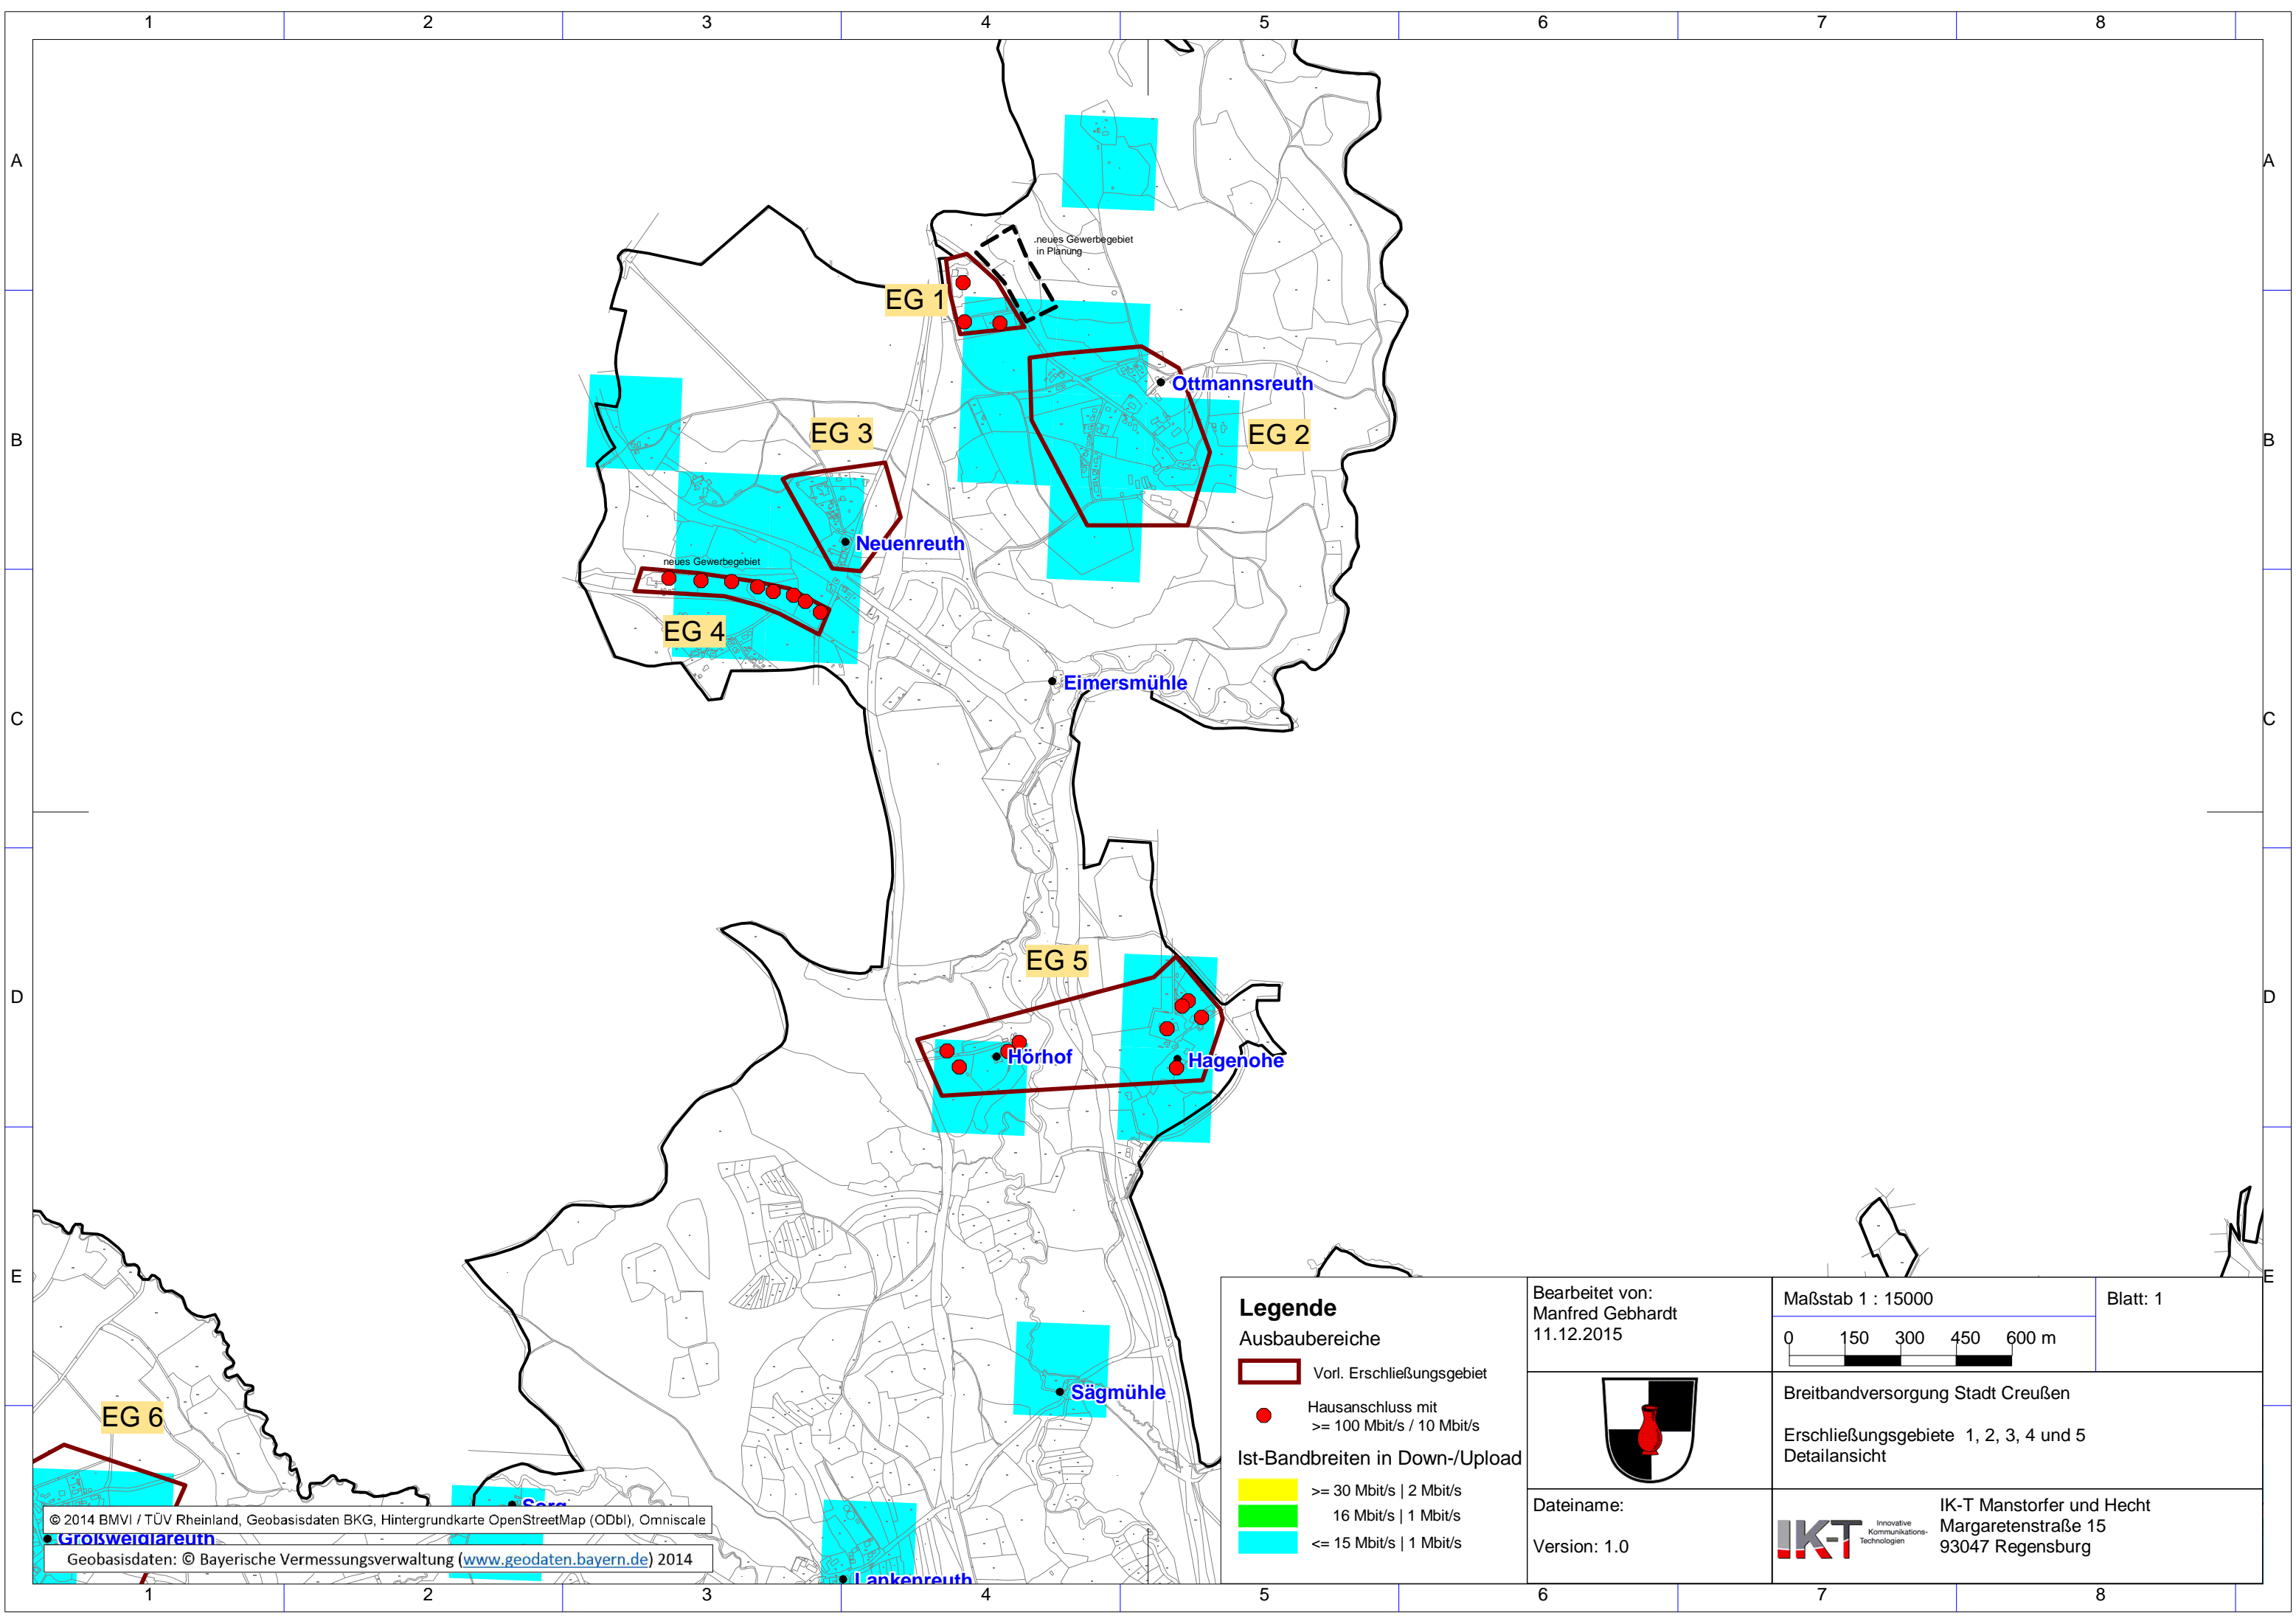 1 2 3 4 5 6 7 8
A A
.neues Gewerbegebiet
in Planung
EG 1
Ottmannsreuth
EG 3
EG 2
B B
Neuenreuth
neues Gewerbegebiet
EG 4
Eimersmühle
C C
EG 5
D D
Hörhof
Hagenohe
E E
Sägmühle
EG 6
Sorg
Großweiglareuth
Lankenreuth
© 2014 BMVI / TÜV Rheinland, Geobasisdaten BKG, Hintergrundkarte OpenStreetMap (ODbl), Omniscale
Geobasisdaten: © Bayerische Vermessungsverwaltung (www.geodaten.bayern.de) 2014
Legende
Ausbaubereiche
Vorl. Erschließungsgebiet
Hausanschluss mit
>= 100 Mbit/s / 10 Mbit/s
Ist-Bandbreiten in Down-/Upload
>= 30 Mbit/s | 2 Mbit/s
16 Mbit/s | 1 Mbit/s
<= 15 Mbit/s | 1 Mbit/s
Bearbeitet von:
Manfred Gebhardt
11.12.2015
Maßstab 1 : 15000
Blatt: 1
0 150 300 450 600 m
Breitbandversorgung Stadt Creußen
Erschließungsgebiete 1, 2, 3, 4 und 5
Detailansicht
Dateiname:
Version: 1.0
IK-T
Innovative
Kommunikations-
Technologien
IK-T Manstorfer und Hecht
Margaretenstraße 15
93047 Regensburg
1 2 3 4 5 6 7 8